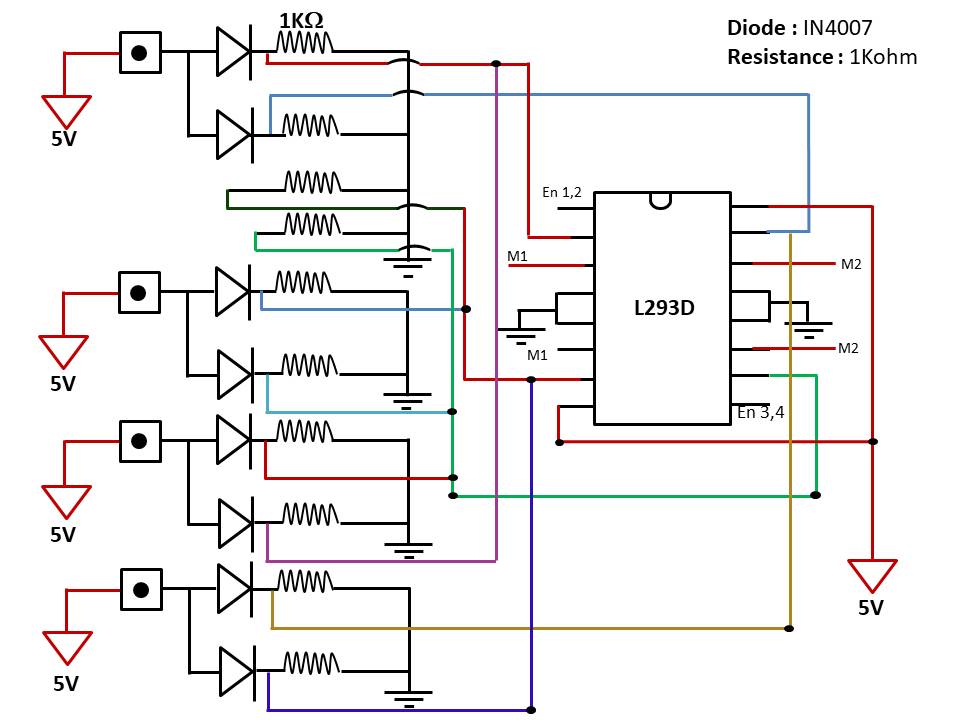 1KΩ
Diode : IN4007
Resistance : 1Kohm
5V
En 1,2
M1
M2
L293D
M1
M2
5V
En 3,4
5V
5V
5V